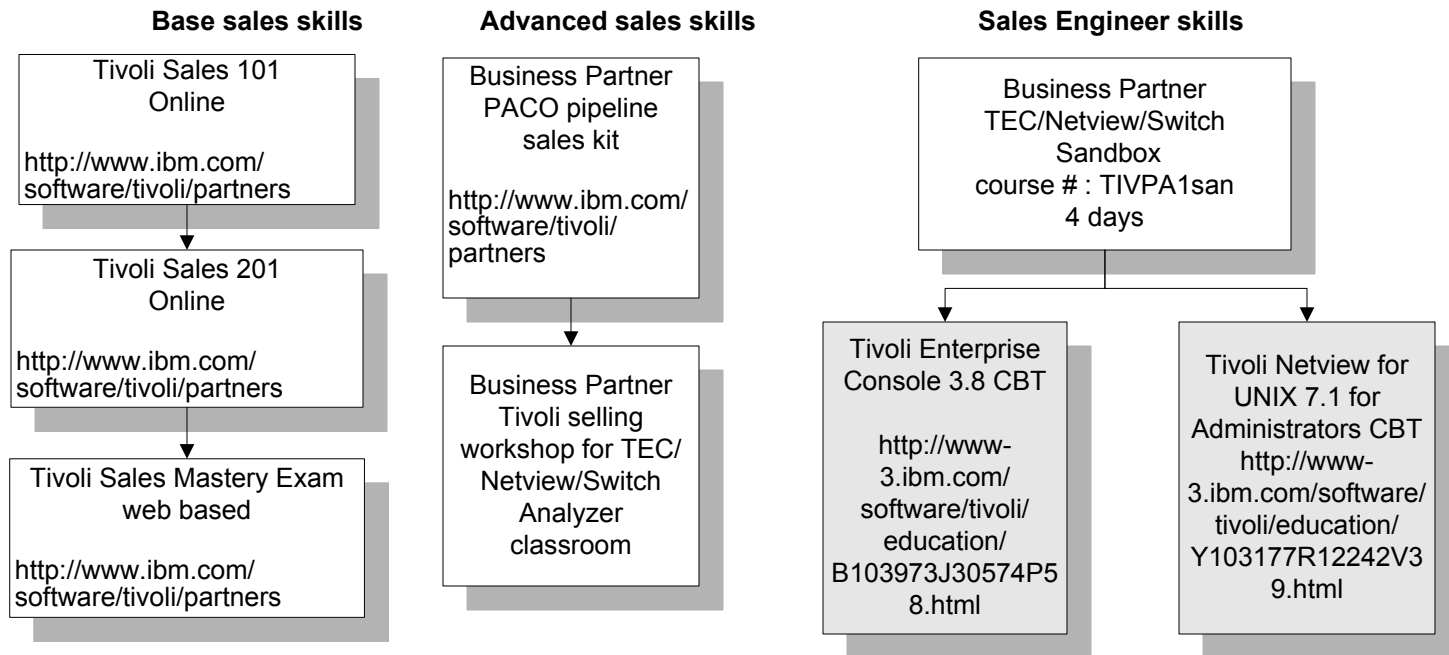 Base sales skills
Tivoli Sales 101
Online
http://www.ibm.com/
software/tivoli/partners
Tivoli Sales 201
Online
http://www.ibm.com/
software/tivoli/partners
Tivoli Sales Mastery Exam
web based
http://www.ibm.com/
software/tivoli/partners
Advanced sales skills
Business Partner
PACO pipeline
sales kit
http://www.ibm.com/
software/tivoli/
partners
Business Partner
Tivoli selling
workshop for TEC/
Netview/Switch
Analyzer
classroom
Sales Engineer skills
Business Partner
TEC/Netview/Switch
Sandbox
course # : TIVPA1san
4 days
Tivoli Enterprise
Console 3.8 CBT
http://www-
3.ibm.com/
software/tivoli/
education/
B103973J30574P5
8.html
Tivoli Netview for
UNIX 7.1 for
Administrators CBT
http://www-
3.ibm.com/software/
tivoli/education/
Y103177R12242V3
9.html